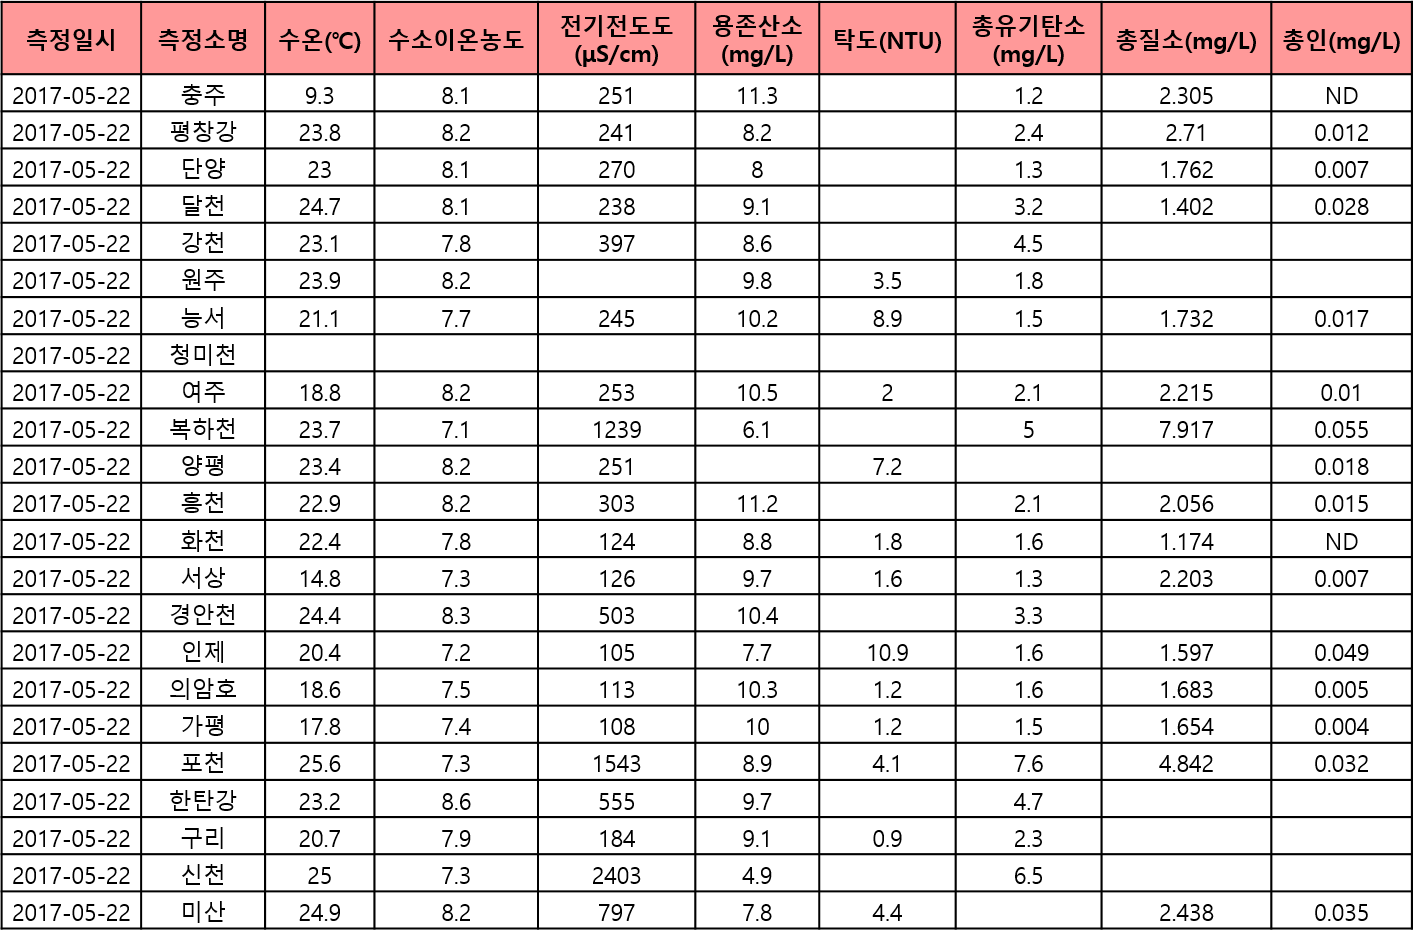 측정일시 측정소명 수온(℃) 수소이온농도 전기전도도(μS/cm) 용존산소(mg/L) 탁도(NTU) 총유기탄소(mg/L) 총질소(mg/L) 총인(mg/L)
2017-05-22 충주 9.3 8.1 251 11.3 1.2 2.305 ND
2017-05-22 평창강 23.8 8.2 241 8.2 2.4 2.71 0.012
2017-05-22 단양 23 8.1 270 8 1.3 1.762 0.007
2017-05-22 달천 24.7 8.1 238 9.1 3.2 1.402 0.028
2017-05-22 강천 23.1 7.8 397 8.6 4.5
2017-05-22 원주 23.9 8.2 9.8 3.5 1.8
2017-05-22 능서 21.1 7.7 245 10.2 8.9 1.5 1.732 0.017
2017-05-22 청미천
2017-05-22 여주 18.8 8.2 253 10.5 2 2.1 2.215 0.01
2017-05-22 복하천 23.7 7.1 1239 6.1 5 7.917 0.055
2017-05-22 양평 23.4 8.2 251 7.2 0.018
2017-05-22 흥천 22.9 8.2 303 11.2 2.1 2.056 0.015
2017-05-22 화천 22.4 7.8 124 8.8 1.8 1.6 1.174 ND
2017-05-22 서상 14.8 7.3 126 9.7 1.6 1.3 2.203 0.007
2017-05-22 경안천 24.4 8.3 503 10.4 3.3
2017-05-22 인제 20.4 7.2 105 7.7 10.9 1.6 1.597 0.049
2017-05-22 의암호 18.6 7.5 113 10.3 1.2 1.6 1.683 0.005
2017-05-22 가평 17.8 7.4 108 10 1.2 1.5 1.654 0.004
2017-05-22 포천 25.6 7.3 1543 8.9 4.1 7.6 4.842 0.032
2017-05-22 한탄강 23.2 8.6 555 9.7 4.7
2017-05-22 구리 20.7 7.9 184 9.1 0.9 2.3
2017-05-22 신천 25 7.3 2403 4.9 6.5
2017-05-22 미산 24.9 8.2 797 7.8 4.4 2.438 0.035